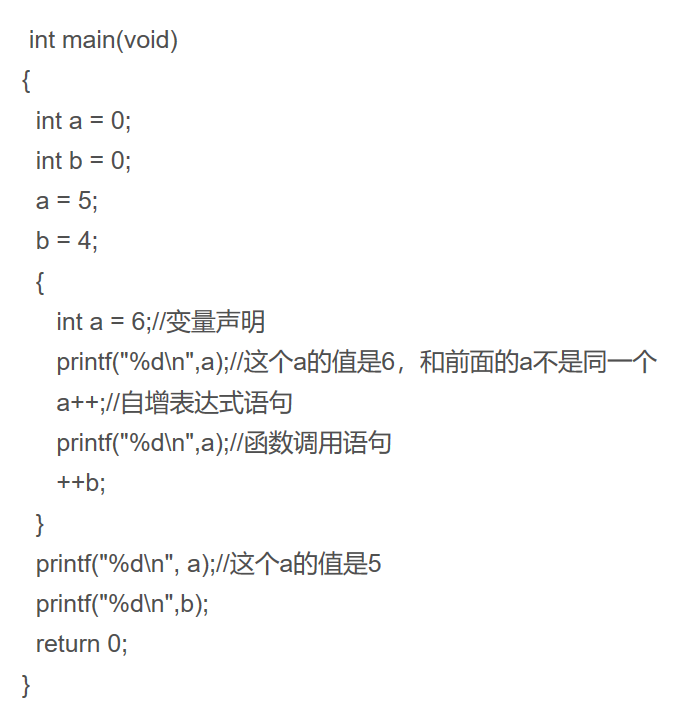 int main(void)
{
int a = 0;
int b = 0;
a = 5;
b = 4;
{
int a = 6;//变量声明
printf("%d\n",a);//这个a的值是6，和前面的a不是同一个
a++;//自增表达式语句
printf("%d\n",a);//函数调用语句
++b;
}
printf("%d\n", a);//这个a的值是5
printf("%d\n",b);
return 0;
}